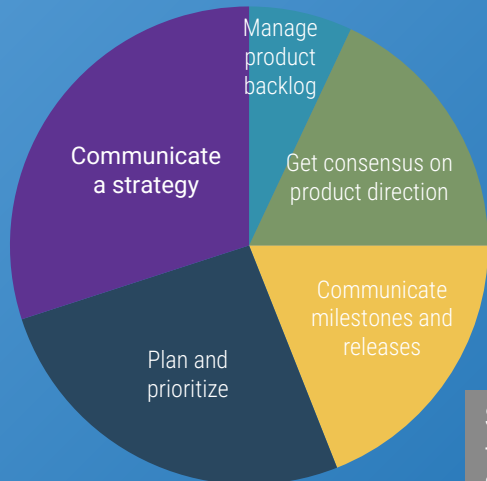 Manage
product
backlog
Communicate
a strategy
Get consensus on
product direction
Communicate
milestones and
releases
Plan and
prioritize